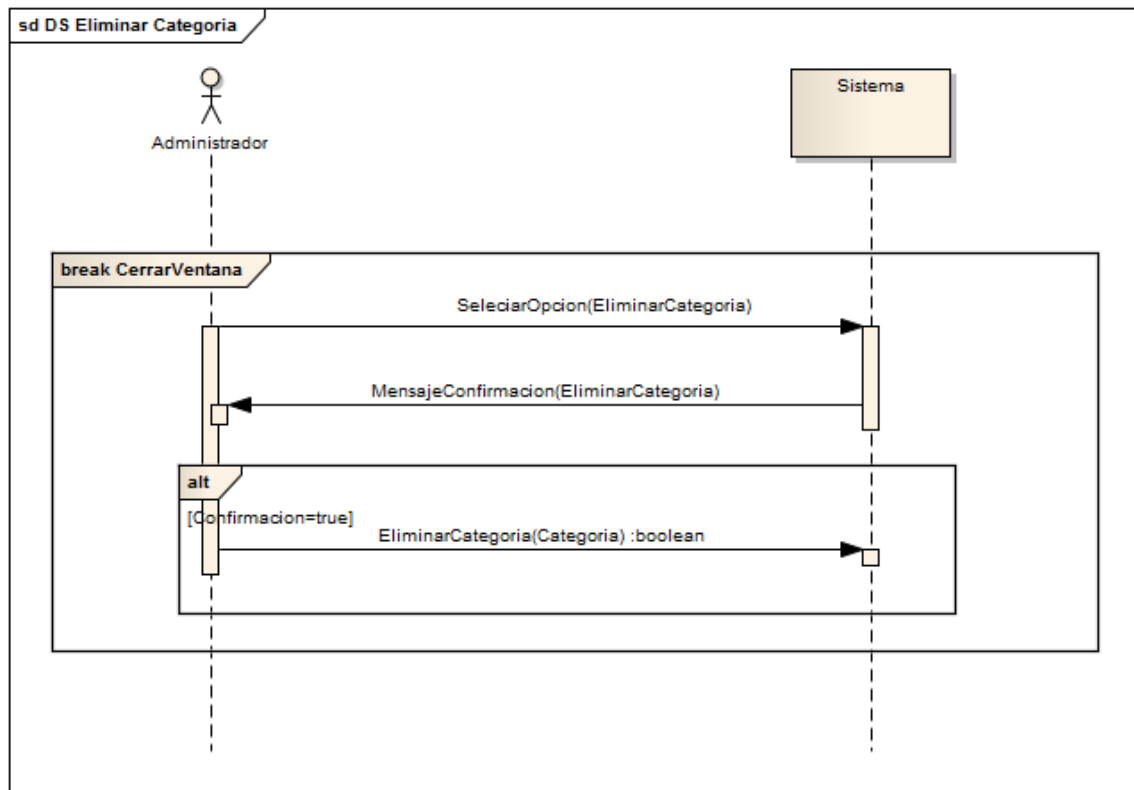 sd DS Eliminar Categoria
Administrador
Sistema
break CerrarVentana
SeleciarOpcion(EliminarCategoria)
MensajeConfirmacion(EliminarCategoria)
alt
[Confirmacion=true]
EliminarCategoria(Categoria) :boolean